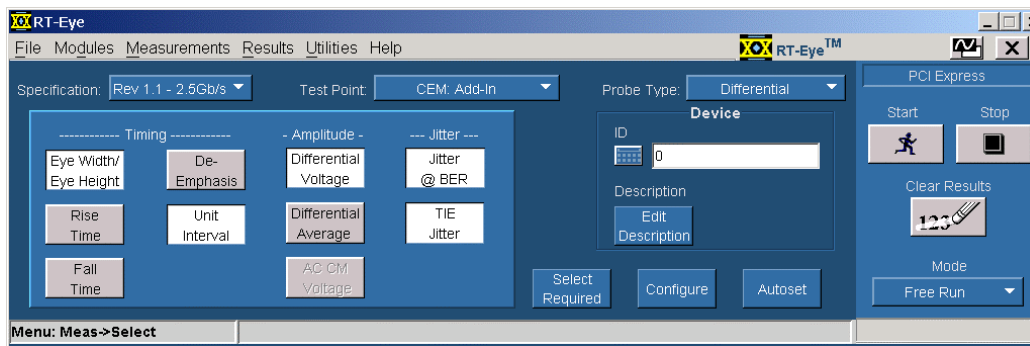 RT-Eye
File Modules Measurements Results Utilities Help
RT-Eye™
PCI Express
Specification: Rev 1.1 - 2.5Gb/s
Test Point: CEM: Add-In
Probe Type: Differential
------------ Timing ------------
- Amplitude -
--- Jitter ---
Eye Width/
Eye Height
De-
Emphasis
Differential
Voltage
Jitter
@ BER
Rise
Time
Unit
Interval
Differential
Average
TIE
Jitter
Fall
Time
AC CM
Voltage
Device
ID
0
Description
Edit
Description
Select
Required
Configure
Autoset
Start
Stop
Clear Results
123
Mode
Free Run
Menu: Meas->Select